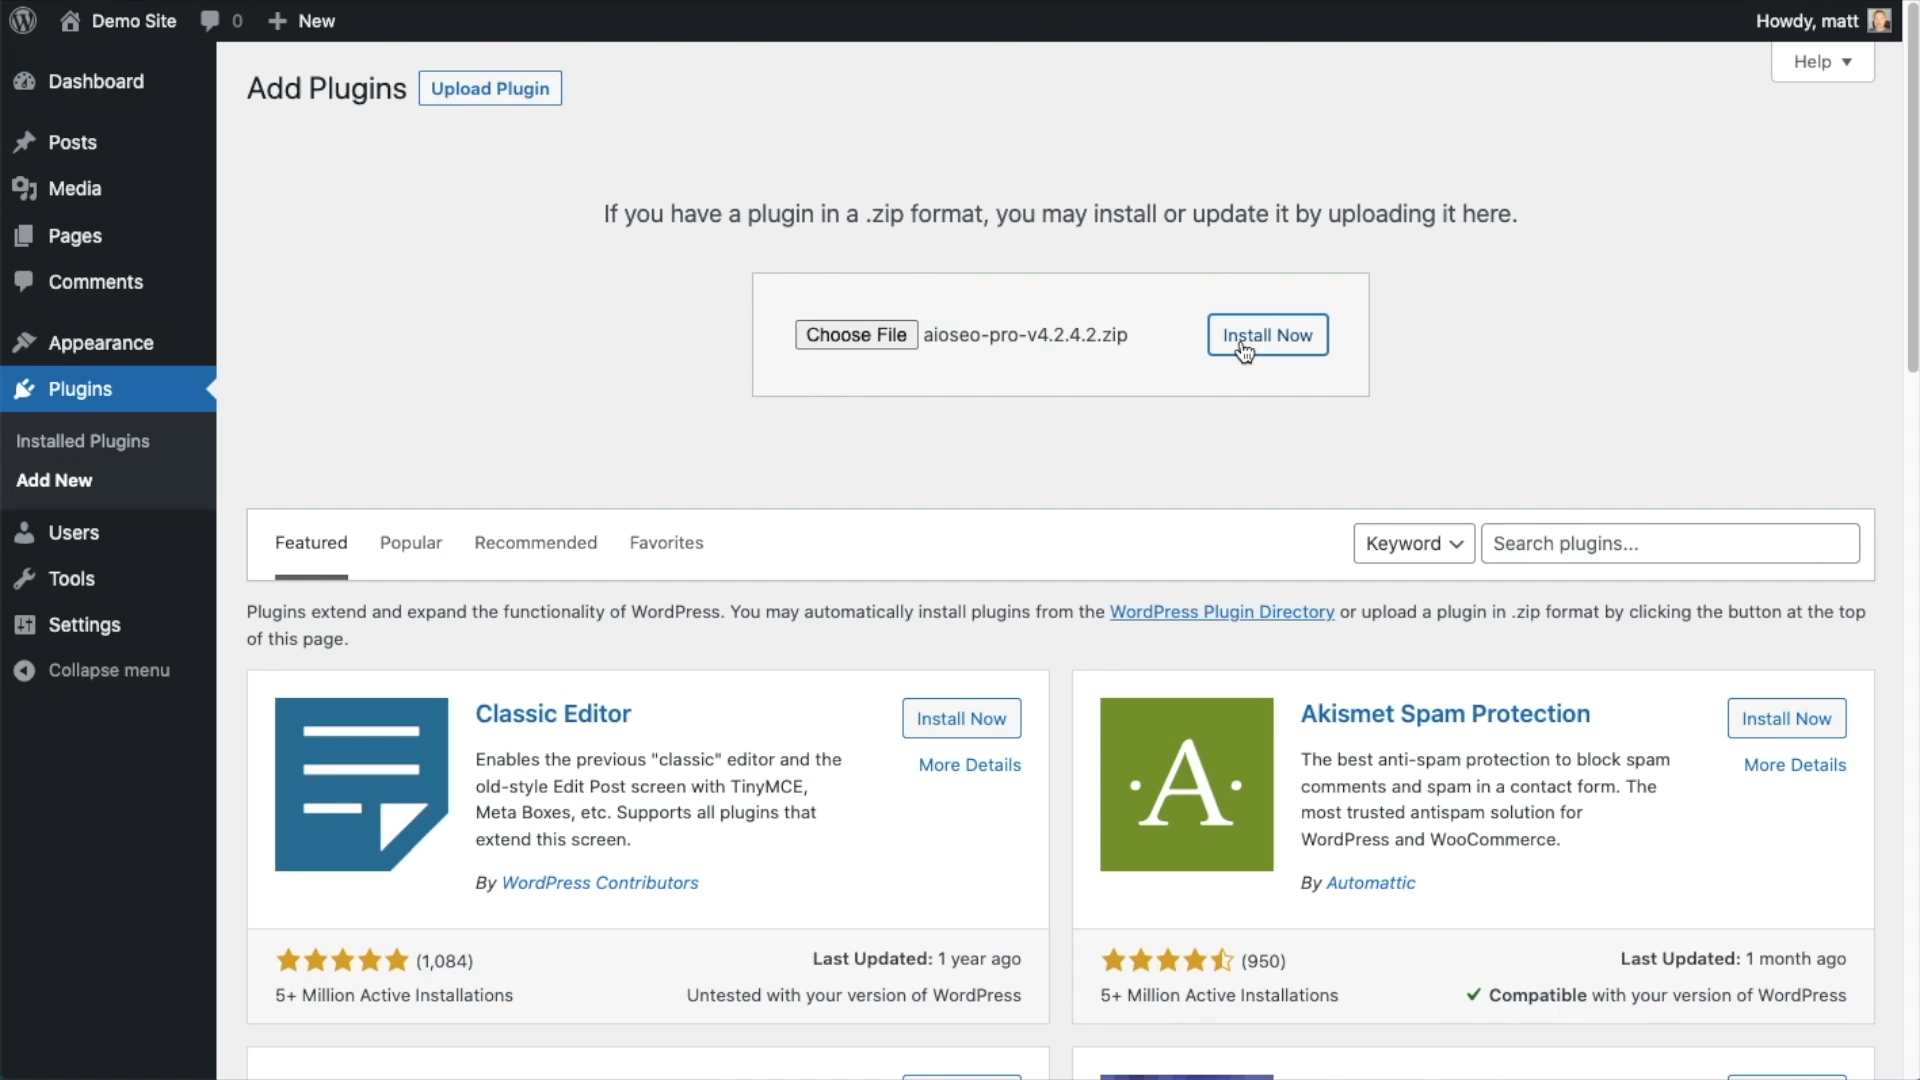 Demo Site
0
New
Howdy, matt
Dashboard
Posts
Media
Pages
Comments
Appearance
Plugins
Installed Plugins
Add New
Users
Tools
Settings
Collapse menu
Add Plugins
Upload Plugin
Help
If you have a plugin in a .zip format, you may install or update it by uploading it here.
Choose File aioseo-pro-v4.2.4.2.zip
Install Now
Featured
Popular
Recommended
Favorites
Keyword
Search plugins...
Plugins extend and expand the functionality of WordPress. You may automatically install plugins from the WordPress Plugin Directory or upload a plugin in .zip format by clicking the button at the top
of this page.
Classic Editor
Install Now
More Details
Enables the previous "classic" editor and the
old-style Edit Post screen with TinyMCE,
Meta Boxes, etc. Supports all plugins that
extend this screen.
By WordPress Contributors
(1,084)
Last Updated: 1 year ago
5+ Million Active Installations
Untested with your version of WordPress
·A·
Akismet Spam Protection
Install Now
More Details
The best anti-spam protection to block spam
comments and spam in a contact form. The
most trusted antispam solution for
WordPress and WooCommerce.
By Automattic
(950)
Last Updated: 1 month ago
5+ Million Active Installations
Compatible with your version of WordPress